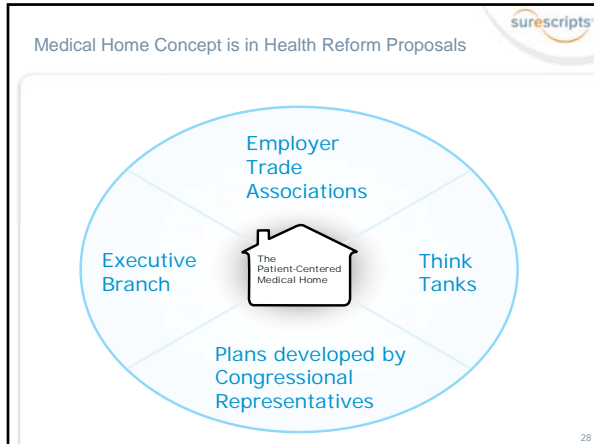 surescripts
Medical Home Concept is in Health Reform Proposals
Employer
Trade
Associations
Executive
Branch
The
Patient-Centered
Medical Home
Think
Tanks
Plans developed by
Congressional
Representatives
28